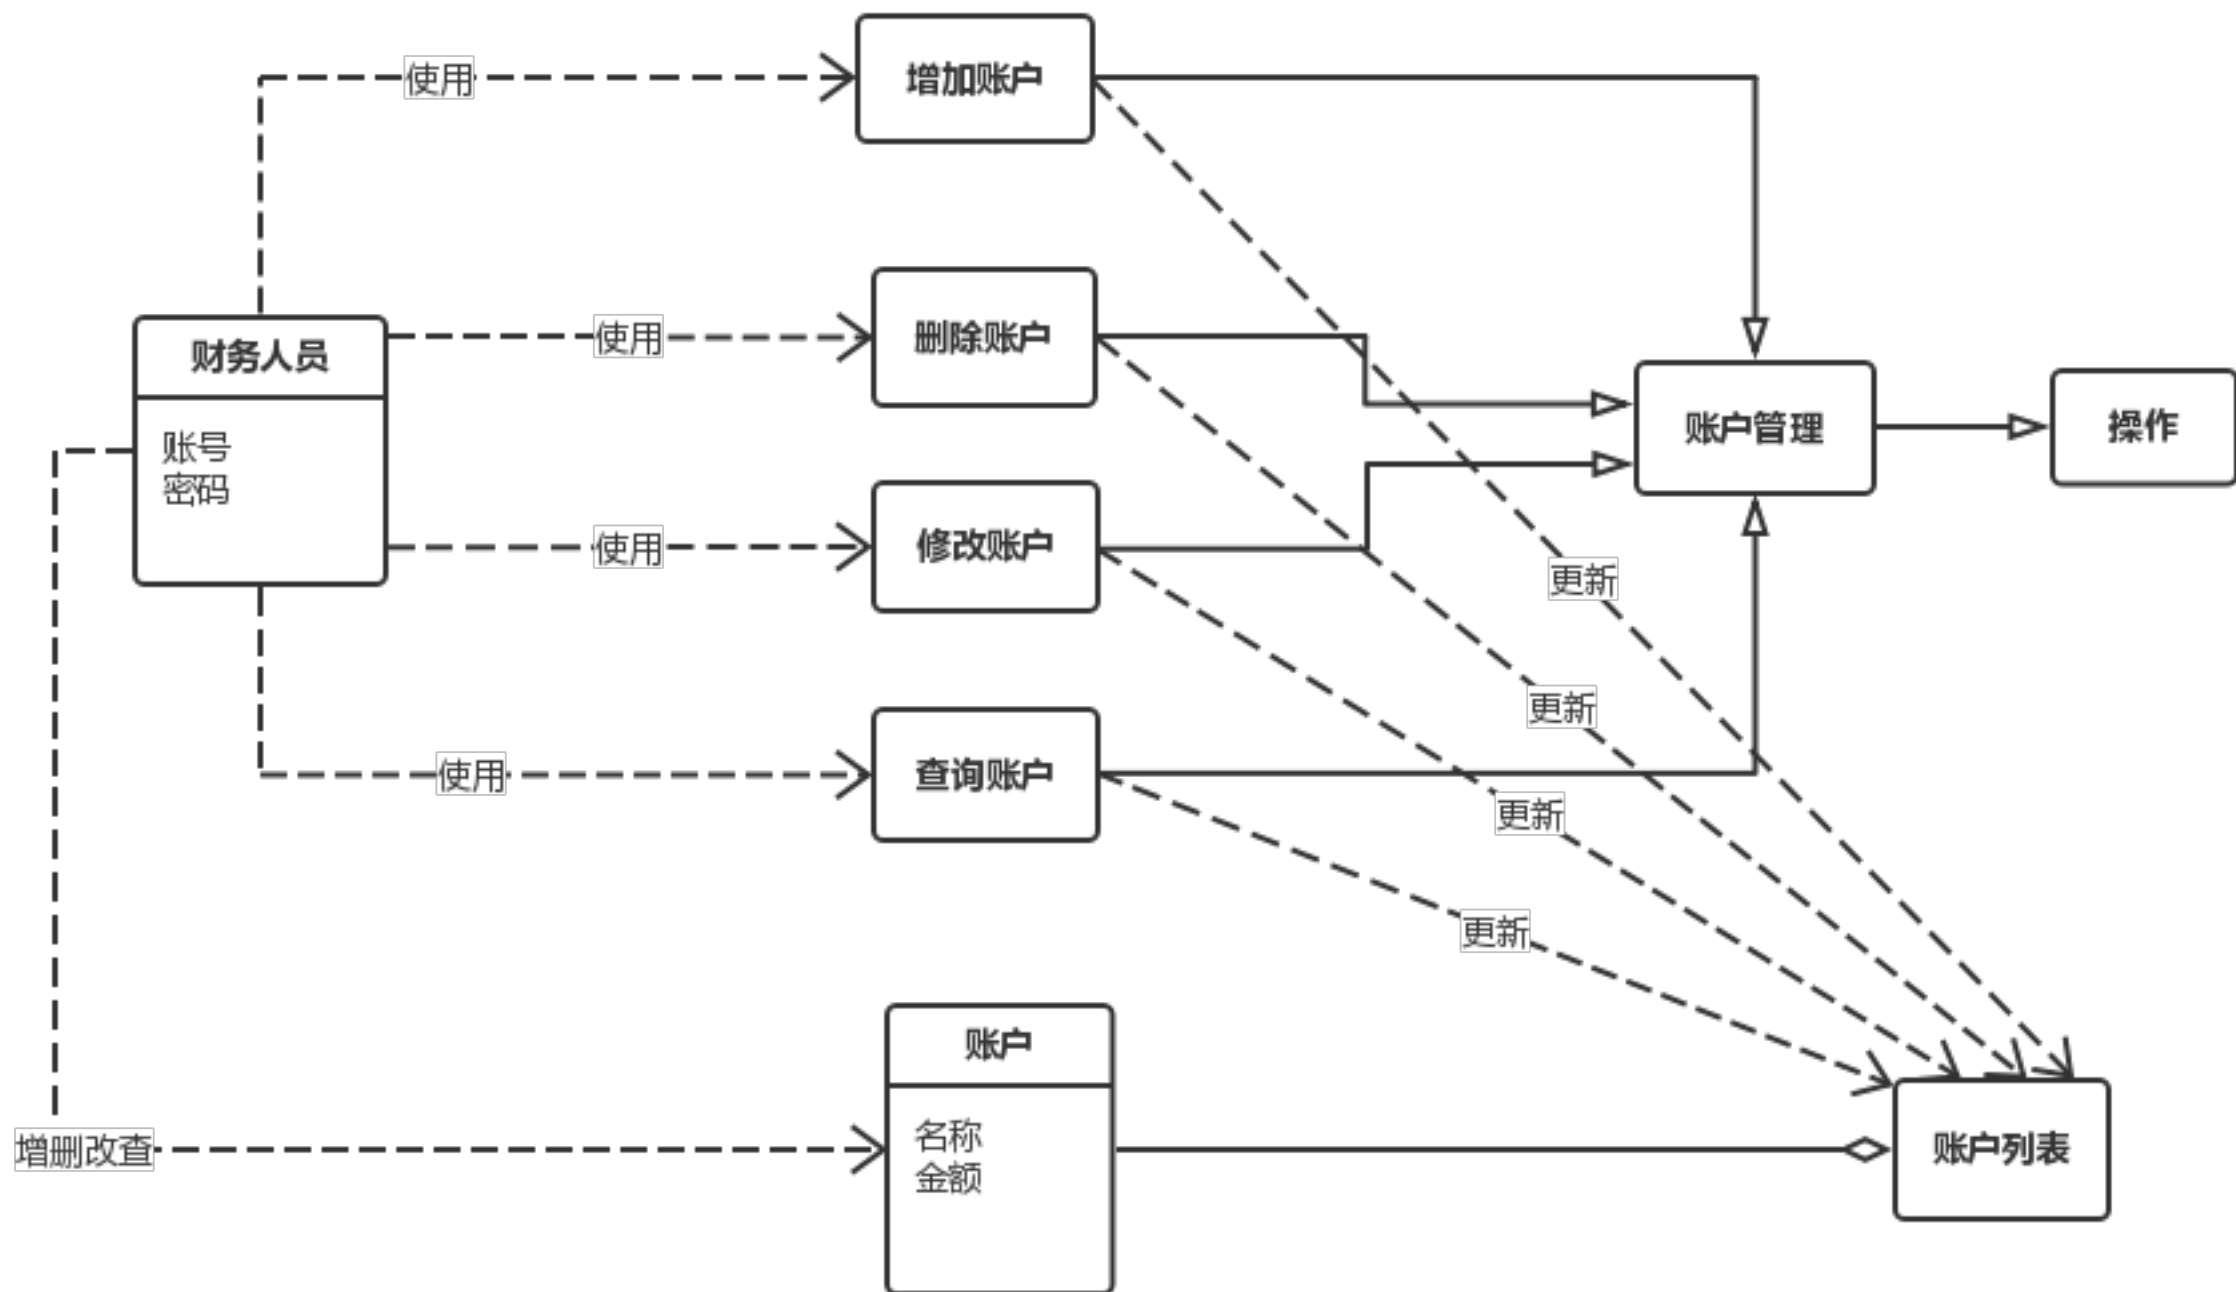 使用
增加账户
使用
删除账户
财务人员
账号
密码
账户管理
操作
使用
修改账户
更新
更新
使用
查询账户
更新
更新
账户
名称
金额
增删改查
账户列表